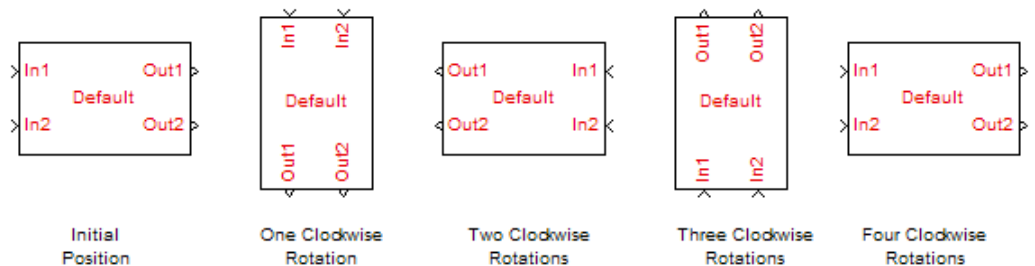 In1 Out1
Default
In2 Out2
Initial
Position
In1 In2
Default
Out1 Out2
One Clockwise
Rotation
Out1 In1
Default
Out2 In2
Two Clockwise
Rotations
Out1 Out2
Default
In1 In2
Three Clockwise
Rotations
In1 Out1
Default
In2 Out2
Four Clockwise
Rotations